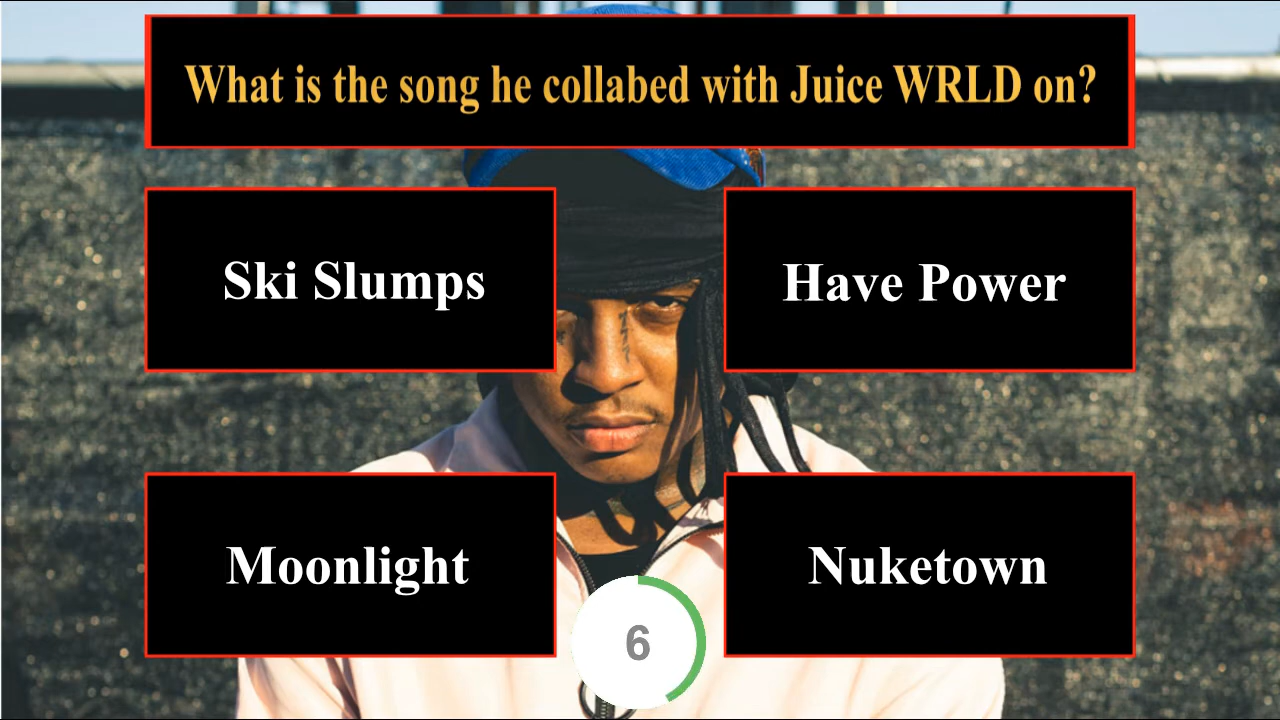 What is the song he collabed with Juice WRLD on?
Ski Slumps
Have Power
Moonlight
Nuketown
6